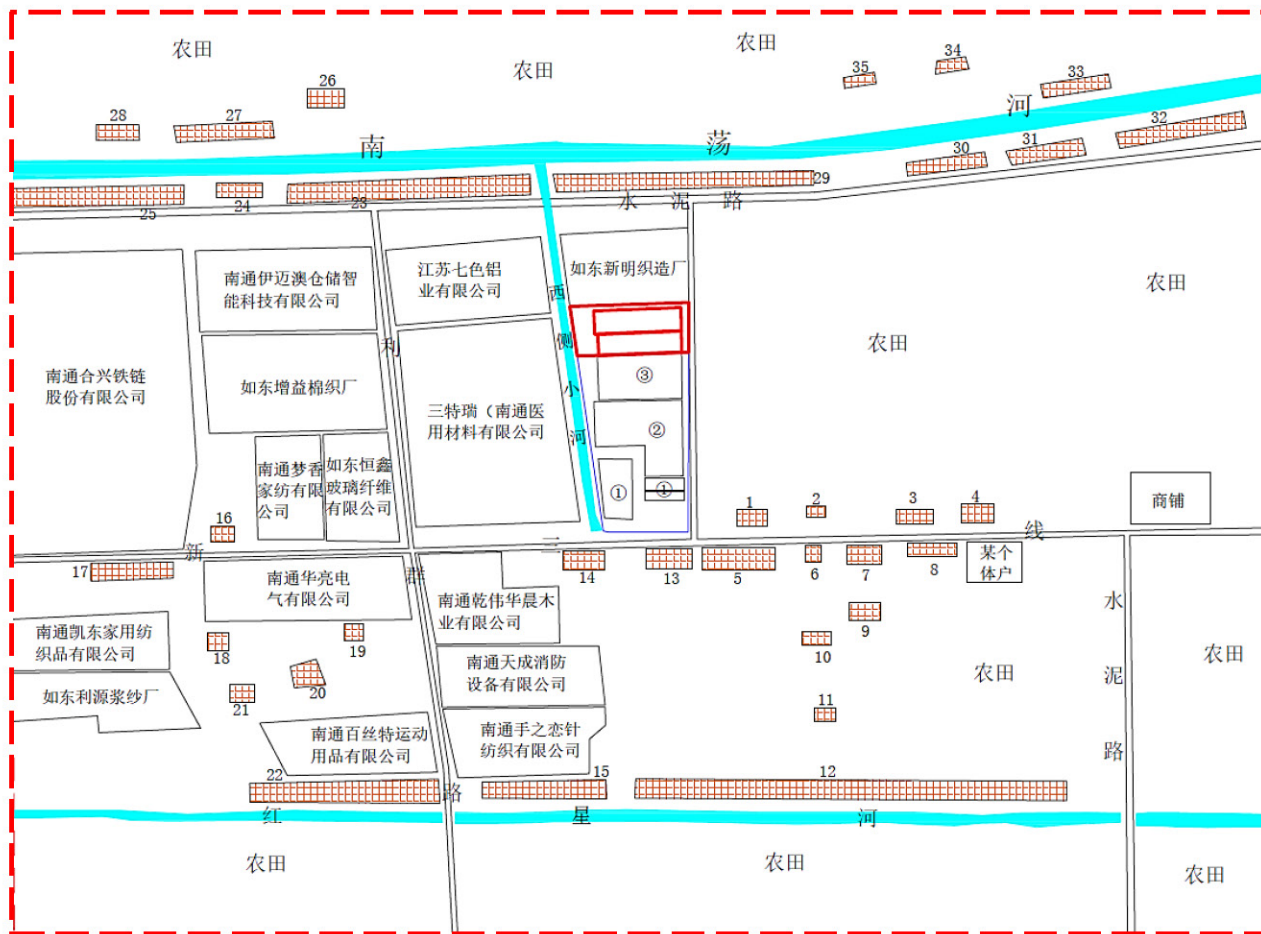 农田
农田
农田
34
35
33
26
河
28
27
32
南
荡
31
30
29
25
24
23
水
泥
路
南通伊迈澳仓储智
能科技有限公司
江苏七色铝
业有限公司
如东新明织造厂
农田
西
侧
小
河
利
农田
南通合兴铁链
股份有限公司
如东增益棉织厂
③
三特瑞（南通医
用材料有限公司
②
南通梦香
家纺有限
公司
如东恒鑫
玻璃纤维
有限公司
①
①
商铺
1
2
3
4
16
新
三
线
17
14
13
5
6
7
8
某个
体户
南通华亮电
气有限公司
群
南通乾伟华晨木
业有限公司
水
泥
路
9
南通凯东家用纺
织品有限公司
18
19
10
南通天成消防
设备有限公司
农田
农田
如东利源浆纱厂
20
21
11
南通百丝特运动
用品有限公司
南通手之恋针
纺织有限公司
22
15
12
路
红
星
河
农田
农田
农田